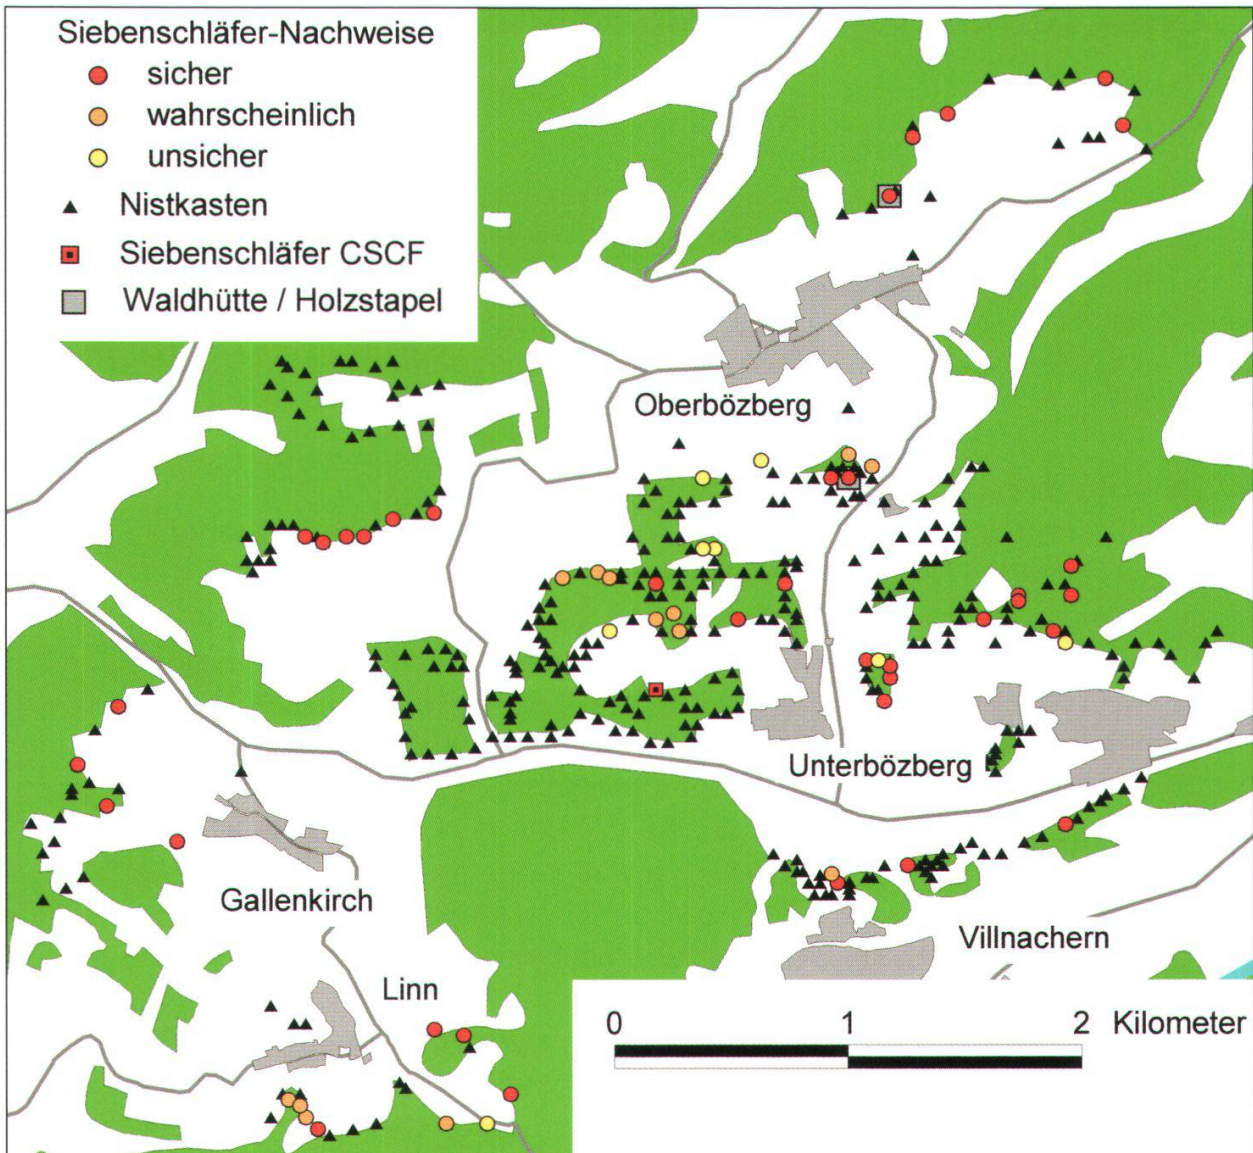 Siebenschläfer-Nachweise
sicher
wahrscheinlich
unsicher
Nistkasten
Siebenschläfer CSCF
Waldhütte / Holzstapel
Oberbözberg
Unterbözberg
Gallenkirch
Villnachern
Linn
0 1 2 Kilometer